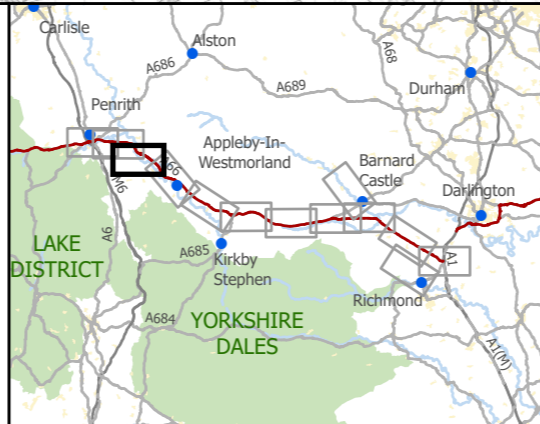 Carlisle
Alston
A68
A686
A689
Durham
Penrith
Appleby-In-
Westmorland
Barnard
Castle
A66
M6
Darlington
LAKE
DISTRICT
A6
A685
Kirkby
Stephen
A1
Richmond
A684
YORKSHIRE
DALES
A1(M)